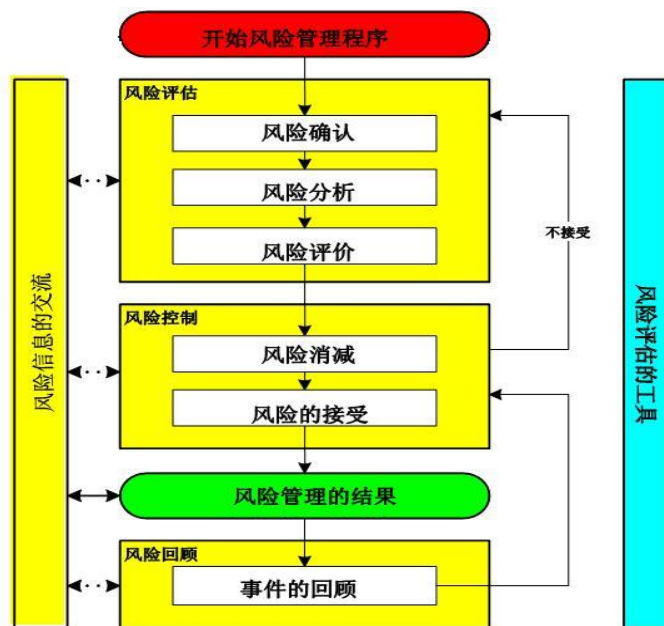 开始风险管理程序
风险评估
风险确认
风险分析
风险评价
不接受
风险控制
风险消减
风险的接受
风险管理的结果
风险回顾
事件的回顾
风险信息的交流
风险评估的工具